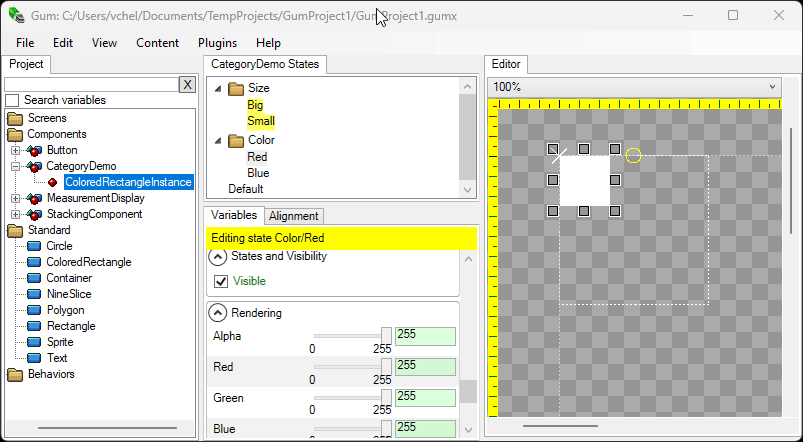 Gum: C:/Users/vchel/Documents/TempProjects/GumProject1/GumProject1.gumx
File Edit View Content Plugins Help
Project
X
Search variables
Screens
Components
Button
CategoryDemo
ColoredRectangleInstance
MeasurementDisplay
StackingComponent
Standard
Circle
ColoredRectangle
Container
NineSlice
Polygon
Rectangle
Sprite
Text
Behaviors
CategoryDemo States
Size
Big
Small
Color
Red
Blue
Default
Variables Alignment
Editing state Color/Red
States and Visibility
Visible
Rendering
Alpha 255
0 255
Red 255
0 255
Green 255
0 255
Blue 255
Editor
100%